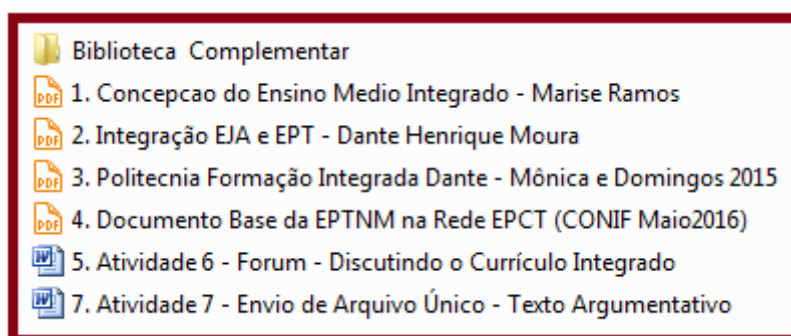 Biblioteca Complementar
1. Concepcao do Ensino Medio Integrado - Marise Ramos
2. Integração EJA e EPT - Dante Henrique Moura
3. Politecnia Formação Integrada Dante - Mônica e Domingos 2015
4. Documento Base da EPTNM na Rede EPCT (CONIF Maio2016)
5. Atividade 6 - Forum - Discutindo o Currículo Integrado
7. Atividade 7 - Envio de Arquivo Único - Texto Argumentativo